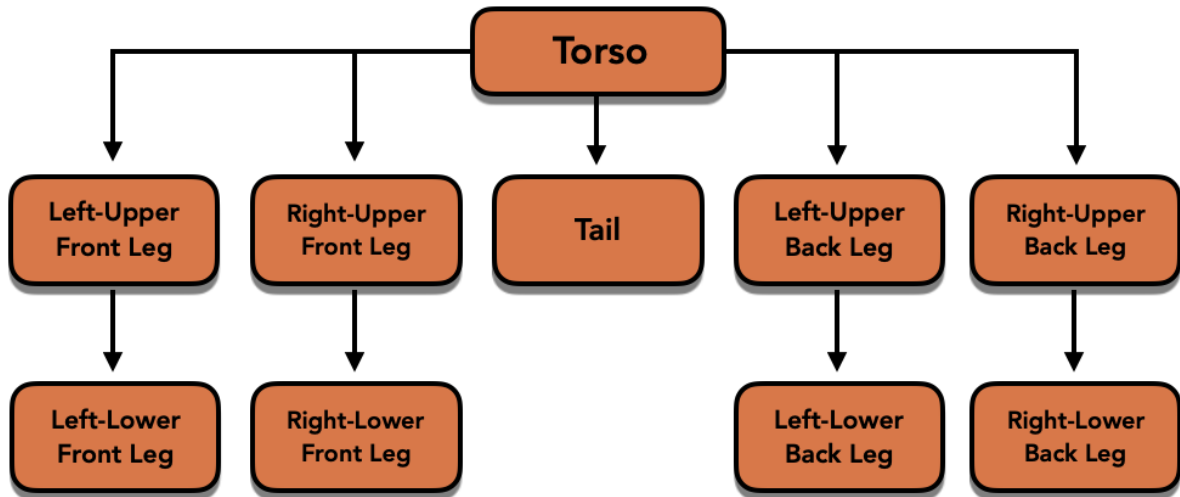 Torso
Left-Upper
Front Leg
Right-Upper
Front Leg
Tail
Left-Upper
Back Leg
Right-Upper
Back Leg
Left-Lower
Front Leg
Right-Lower
Front Leg
Left-Lower
Back Leg
Right-Lower
Back Leg